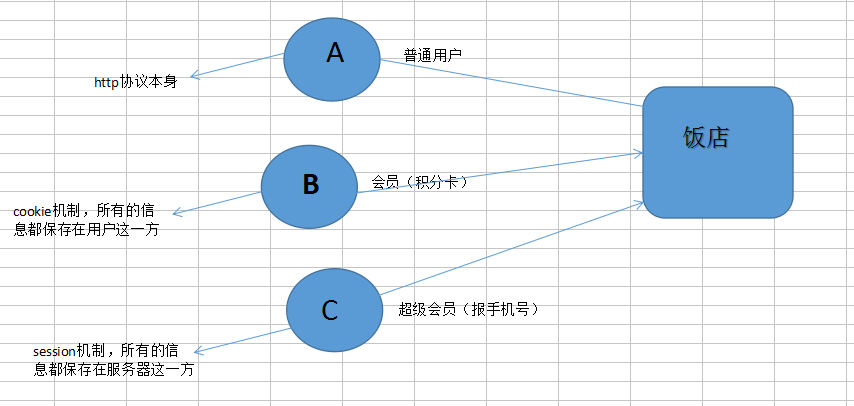 A
普通用户
http协议本身
饭店
B
会员（积分卡）
cookie机制，所有的信
息都保存在用户这一方
C
超级会员（报手机号）
session机制，所有的信
息都保存在服务器这一方